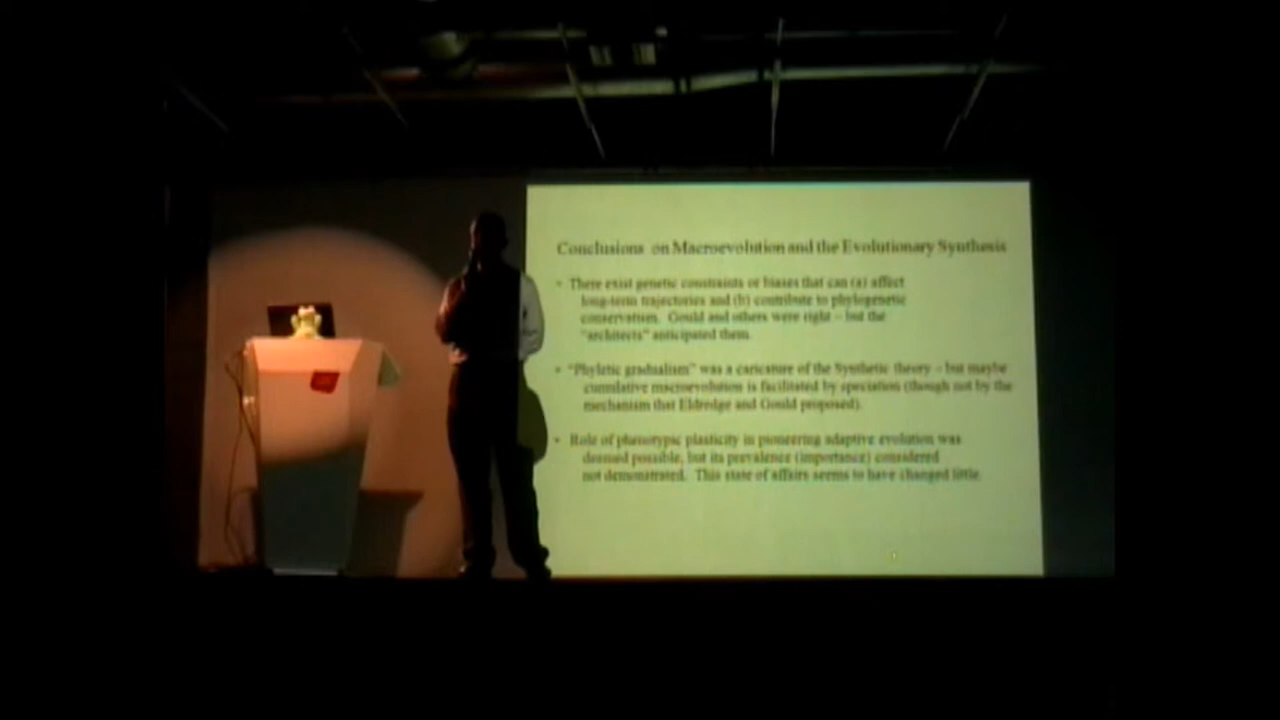 Conclusions on Macroevolution and the Evolutionary Synthesis
• There exist genetic constraints or biases that can (a) affect
long-term trajectories and (b) contribute to phylogenetic
conservatism. Gould and others were right – but the
"architects" anticipated them.
• "Phyletic gradualism" was a caricature of the Synthetic theory – but maybe
cumulative macroevolution is facilitated by speciation (though not by the
mechanism that Eldredge and Gould proposed).
• Role of phenotypic plasticity in pioneering adaptive evolution was
deemed possible, but its prevalence (importance) considered
not demonstrated. This state of affairs seems to have changed little.